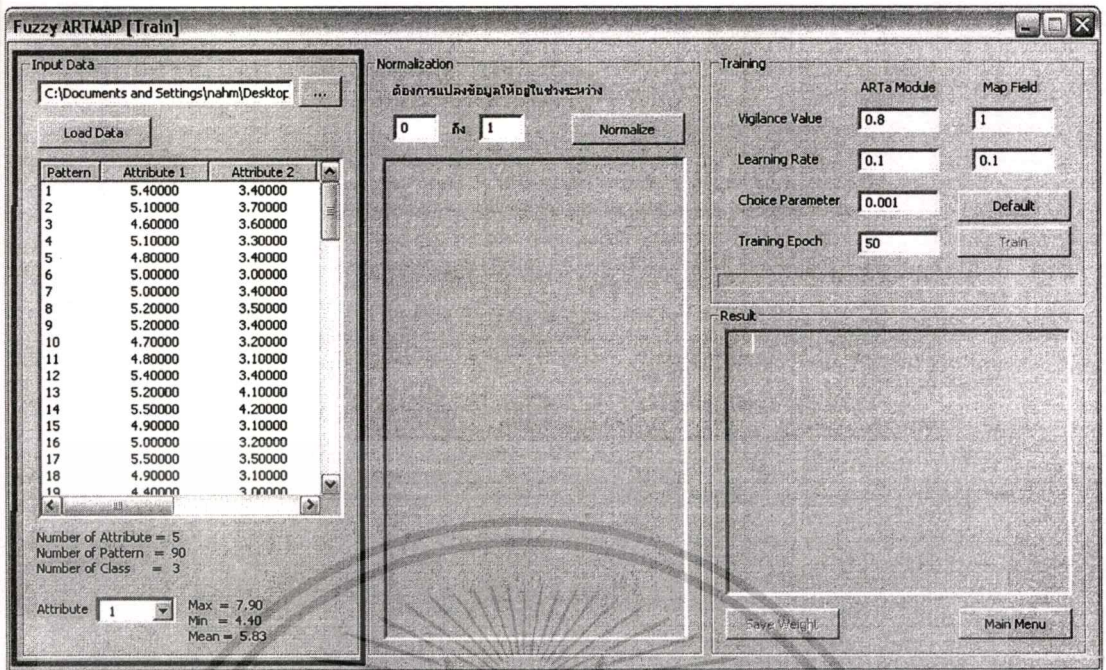 Fuzzy ARTMAP [Train]
Input Data
C:\Documents and Settings\nahm\Desktop
...
Load Data
Pattern Attribute 1 Attribute 2
1 5.40000 3.40000
2 5.10000 3.70000
3 4.60000 3.60000
4 5.10000 3.30000
5 4.80000 3.40000
6 5.00000 3.00000
7 5.00000 3.40000
8 5.20000 3.50000
9 5.20000 3.40000
10 4.70000 3.20000
11 4.80000 3.10000
12 5.40000 3.40000
13 5.20000 4.10000
14 5.50000 4.20000
15 4.90000 3.10000
16 5.00000 3.20000
17 5.50000 3.50000
18 4.90000 3.10000
19 4.40000 3.00000
Number of Attribute = 5
Number of Pattern = 90
Number of Class = 3
Attribute 1
Max = 7.90
Min = 4.40
Mean = 5.83
Normalization
ต้องการแปลงข้อมูลให้อยู่ในช่วงระหว่าง
0 ถึง 1 Normalize
Training
ARTa Module Map Field
Vigilance Value 0.8 1
Learning Rate 0.1 0.1
Choice Parameter 0.001 Default
Training Epoch 50 Train
Result
Save Weight Main Menu